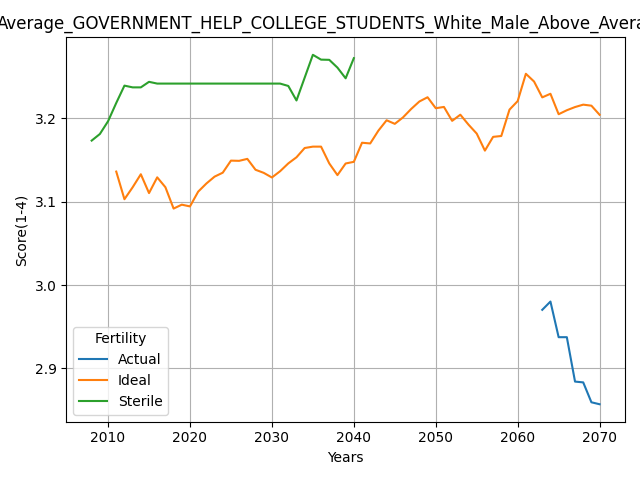 Average_GOVERNMENT_HELP_COLLEGE_STUDENTS_White_Male_Above_Avera
Score(1-4)
3.2
3.1
3.0
2.9
Fertility
Actual
Ideal
Sterile
2010 2020 2030 2040 2050 2060 2070
Years